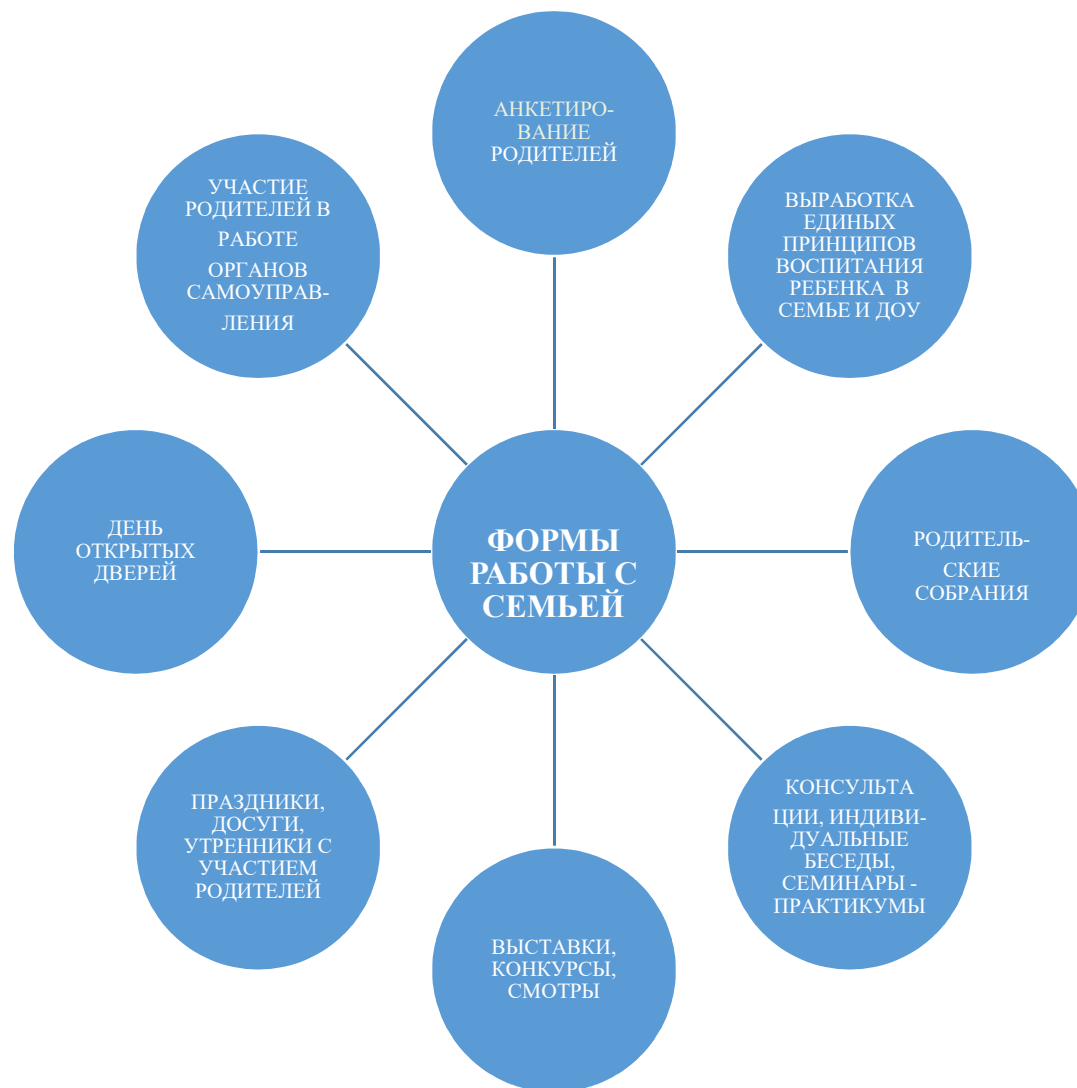 АНКЕТИРО-
ВАНИЕ
РОДИТЕЛЕЙ
ВЫРАБОТКА
ЕДИНЫХ
ПРИНЦИПОВ
ВОСПИТАНИЯ
РЕБЕНКА В
СЕМЬЕ И ДОУ
РОДИТЕЛЬ-
СКИЕ
СОБРАНИЯ
КОНСУЛЬТА
ЦИИ, ИНДИВИ-
ДУАЛЬНЫЕ
БЕСЕДЫ,
СЕМИНАРЫ -
ПРАКТИКУМЫ
ВЫСТАВКИ,
КОНКУРСЫ,
СМОТРЫ
ПРАЗДНИКИ,
ДОСУГИ,
УТРЕННИКИ С
УЧАСТИЕМ
РОДИТЕЛЕЙ
ДЕНЬ
ОТКРЫТЫХ
ДВЕРЕЙ
УЧАСТИЕ
РОДИТЕЛЕЙ В
РАБОТЕ
ОРГАНОВ
САМОУПРАВ-
ЛЕНИЯ
ФОРМЫ
РАБОТЫ С
СЕМЬЕЙ